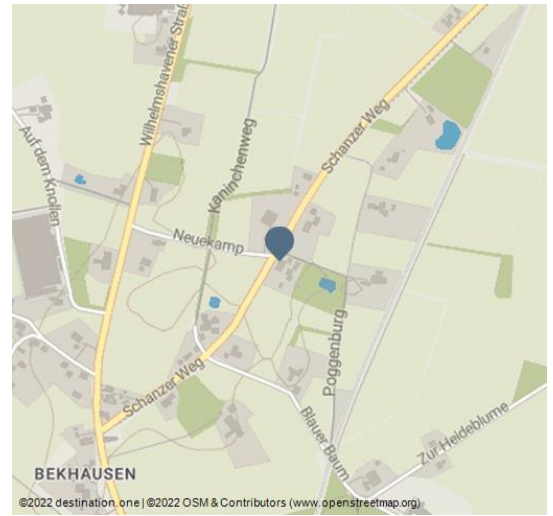 Wilhelmshavener Straß
Auf dem Knollen
Kaninchenweg
Schanzer Weg
Neuekamp
Poggenburg
Schanzer Weg
Blauer Baum
Zur Heideblume
BEKHAUSEN
©2022 destination.one | ©2022 OSM & Contributors (www.openstreetmap.org)